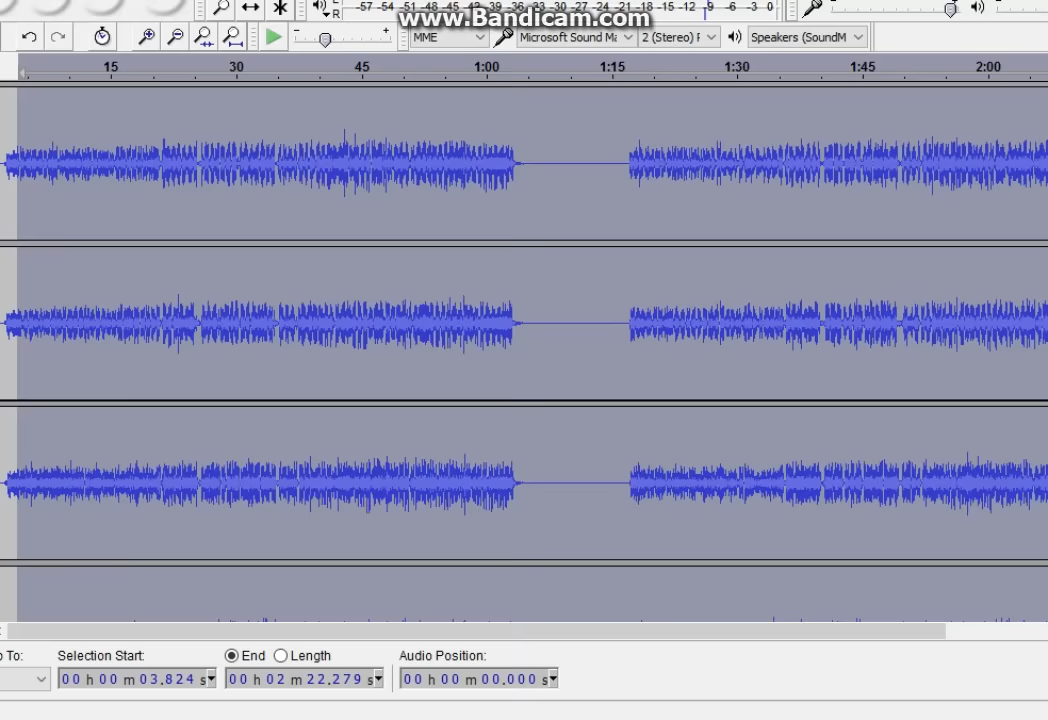 L
R
-57 -54 -51 -48 -45 -42 -39 -36 -33 -30 -27 -24 -21 -18 -15 -12 -9 -6 -3 0
www.Bandicam.com
- +
MME
Microsoft Sound Ma
2 (Stereo) F
Speakers (SoundM
15 30 45 1:00 1:15 1:30 1:45 2:00
p To:
Selection Start:
End
Length
Audio Position:
00 h 00 m 03.824 s
00 h 02 m 22.279 s
00 h 00 m 00.000 s